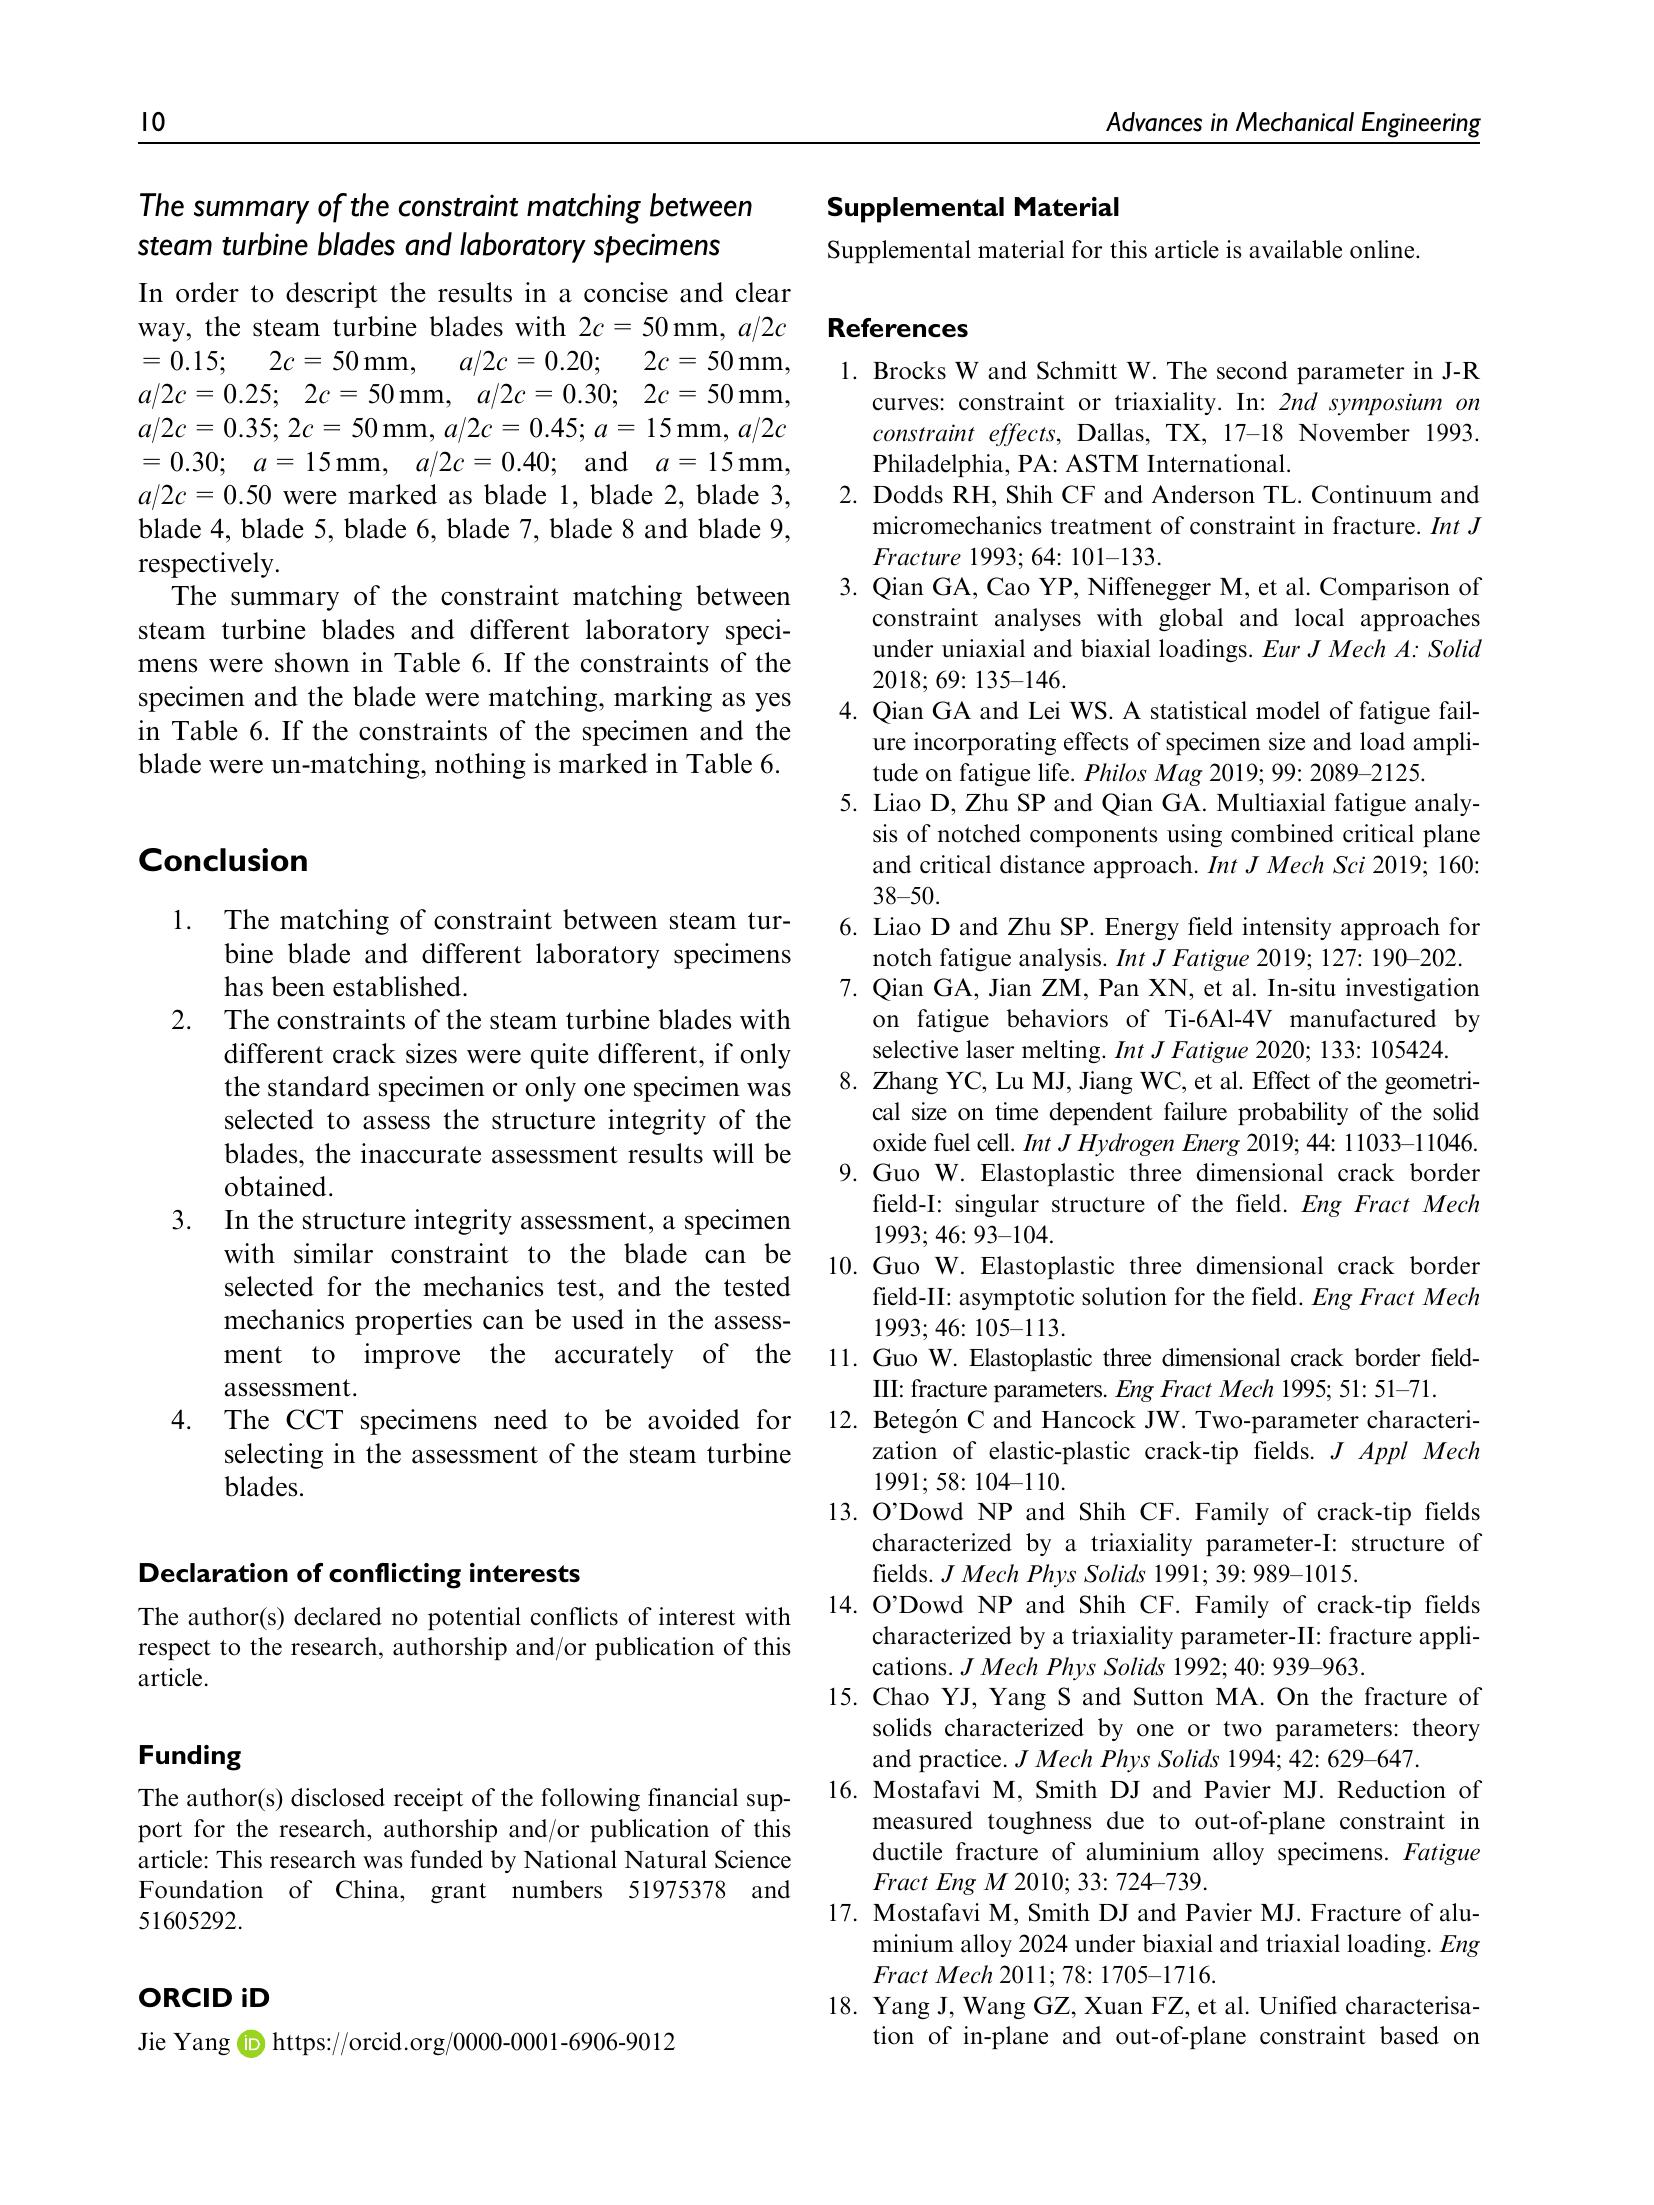 10
Advances in Mechanical Engineering
The summary of the constraint matching between
steam turbine blades and laboratory specimens
In order to descript the results in a concise and clear
way, the steam turbine blades with 2c = 50 mm, a/2c
= 0.15; 2c = 50 mm, a/2c = 0.20; 2c = 50 mm,
a/2c = 0.25; 2c = 50 mm, a/2c = 0.30; 2c = 50 mm,
a/2c = 0.35; 2c = 50 mm, a/2c = 0.45; a = 15 mm, a/2c
= 0.30; a = 15 mm, a/2c = 0.40; and a = 15 mm,
a/2c = 0.50 were marked as blade 1, blade 2, blade 3,
blade 4, blade 5, blade 6, blade 7, blade 8 and blade 9,
respectively.
The summary of the constraint matching between
steam turbine blades and different laboratory speci-
mens were shown in Table 6. If the constraints of the
specimen and the blade were matching, marking as yes
in Table 6. If the constraints of the specimen and the
blade were un-matching, nothing is marked in Table 6.
Conclusion
1. The matching of constraint between steam tur-
bine blade and different laboratory specimens
has been established.
2. The constraints of the steam turbine blades with
different crack sizes were quite different, if only
the standard specimen or only one specimen was
selected to assess the structure integrity of the
blades, the inaccurate assessment results will be
obtained.
3. In the structure integrity assessment, a specimen
with similar constraint to the blade can be
selected for the mechanics test, and the tested
mechanics properties can be used in the assess-
ment to improve the accurately of the
assessment.
4. The CCT specimens need to be avoided for
selecting in the assessment of the steam turbine
blades.
Declaration of conflicting interests
The author(s) declared no potential conflicts of interest with
respect to the research, authorship and/or publication of this
article.
Funding
The author(s) disclosed receipt of the following financial sup-
port for the research, authorship and/or publication of this
article: This research was funded by National Natural Science
Foundation of China, grant numbers 51975378 and
51605292.
ORCID iD
Jie Yang iD https://orcid.org/0000-0001-6906-9012
Supplemental Material
Supplemental material for this article is available online.
References
1. Brocks W and Schmitt W. The second parameter in J-R
curves: constraint or triaxiality. In: 2nd symposium on
constraint effects, Dallas, TX, 17–18 November 1993.
Philadelphia, PA: ASTM International.
2. Dodds RH, Shih CF and Anderson TL. Continuum and
micromechanics treatment of constraint in fracture. Int J
Fracture 1993; 64: 101–133.
3. Qian GA, Cao YP, Niffenegger M, et al. Comparison of
constraint analyses with global and local approaches
under uniaxial and biaxial loadings. Eur J Mech A: Solid
2018; 69: 135–146.
4. Qian GA and Lei WS. A statistical model of fatigue fail-
ure incorporating effects of specimen size and load ampli-
tude on fatigue life. Philos Mag 2019; 99: 2089–2125.
5. Liao D, Zhu SP and Qian GA. Multiaxial fatigue analy-
sis of notched components using combined critical plane
and critical distance approach. Int J Mech Sci 2019; 160:
38–50.
6. Liao D and Zhu SP. Energy field intensity approach for
notch fatigue analysis. Int J Fatigue 2019; 127: 190–202.
7. Qian GA, Jian ZM, Pan XN, et al. In-situ investigation
on fatigue behaviors of Ti-6Al-4V manufactured by
selective laser melting. Int J Fatigue 2020; 133: 105424.
8. Zhang YC, Lu MJ, Jiang WC, et al. Effect of the geometri-
cal size on time dependent failure probability of the solid
oxide fuel cell. Int J Hydrogen Energ 2019; 44: 11033–11046.
9. Guo W. Elastoplastic three dimensional crack border
field-I: singular structure of the field. Eng Fract Mech
1993; 46: 93–104.
10. Guo W. Elastoplastic three dimensional crack border
field-II: asymptotic solution for the field. Eng Fract Mech
1993; 46: 105–113.
11. Guo W. Elastoplastic three dimensional crack border field-
III: fracture parameters. Eng Fract Mech 1995; 51: 51–71.
12. Betegón C and Hancock JW. Two-parameter characteri-
zation of elastic-plastic crack-tip fields. J Appl Mech
1991; 58: 104–110.
13. O’Dowd NP and Shih CF. Family of crack-tip fields
characterized by a triaxiality parameter-I: structure of
fields. J Mech Phys Solids 1991; 39: 989–1015.
14. O’Dowd NP and Shih CF. Family of crack-tip fields
characterized by a triaxiality parameter-II: fracture appli-
cations. J Mech Phys Solids 1992; 40: 939–963.
15. Chao YJ, Yang S and Sutton MA. On the fracture of
solids characterized by one or two parameters: theory
and practice. J Mech Phys Solids 1994; 42: 629–647.
16. Mostafavi M, Smith DJ and Pavier MJ. Reduction of
measured toughness due to out-of-plane constraint in
ductile fracture of aluminium alloy specimens. Fatigue
Fract Eng M 2010; 33: 724–739.
17. Mostafavi M, Smith DJ and Pavier MJ. Fracture of alu-
minium alloy 2024 under biaxial and triaxial loading. Eng
Fract Mech 2011; 78: 1705–1716.
18. Yang J, Wang GZ, Xuan FZ, et al. Unified characterisa-
tion of in-plane and out-of-plane constraint based on